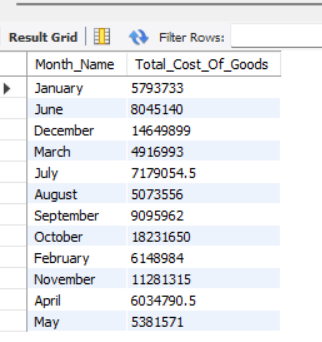 Result Grid Filter Rows:
Month_Name Total_Cost_Of_Goods
January 5793733
June 8045140
December 14649899
March 4916993
July 7179054.5
August 5073556
September 9095962
October 18231650
February 6148984
November 11281315
April 6034790.5
May 5381571